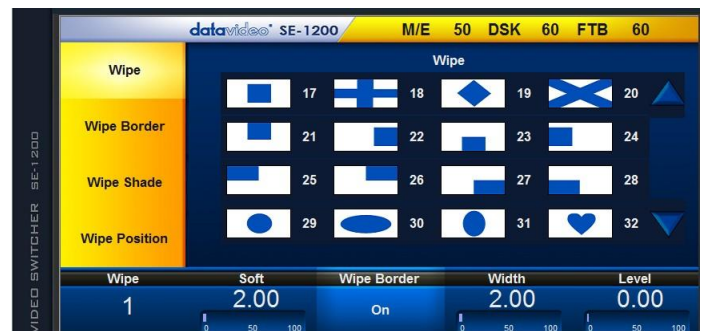 datavideo® SE-1200 M/E 50 DSK 60 FTB 60
VIDEO SWITCHER SE-1200
Wipe
Wipe Border
Wipe Shade
Wipe Position
Wipe
17 18 19 20
21 22 23 24
25 26 27 28
29 30 31 32
Wipe Soft Wipe Border Width Level
1 2.00 On 2.00 0.00
0 50 100 0 50 100 0 50 100